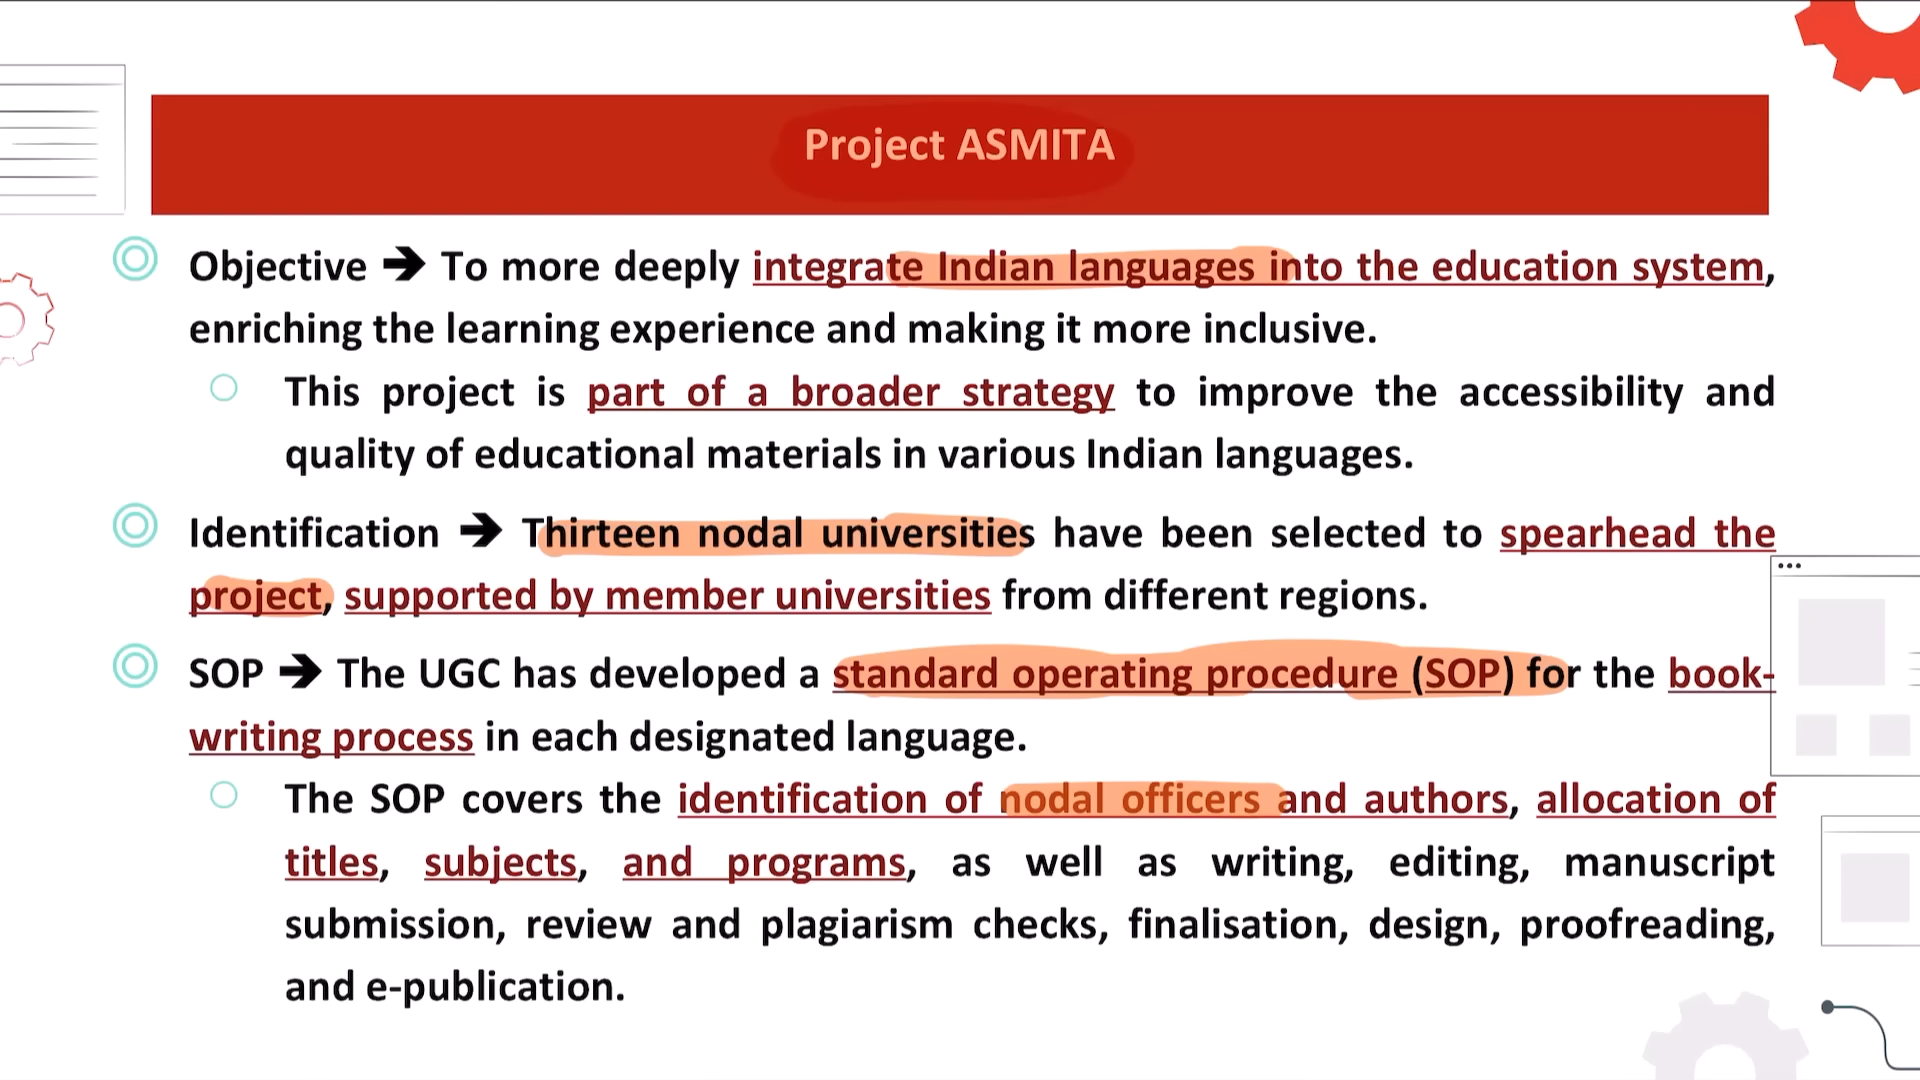 Project ASMITA
Objective ➔ To more deeply integrate Indian languages into the education system,
enriching the learning experience and making it more inclusive.
This project is part of a broader strategy to improve the accessibility and
quality of educational materials in various Indian languages.
Identification ➔ Thirteen nodal universities have been selected to spearhead the
project, supported by member universities from different regions.
SOP ➔ The UGC has developed a standard operating procedure (SOP) for the book-
writing process in each designated language.
The SOP covers the identification of nodal officers and authors, allocation of
titles, subjects, and programs, as well as writing, editing, manuscript
submission, review and plagiarism checks, finalisation, design, proofreading,
and e-publication.